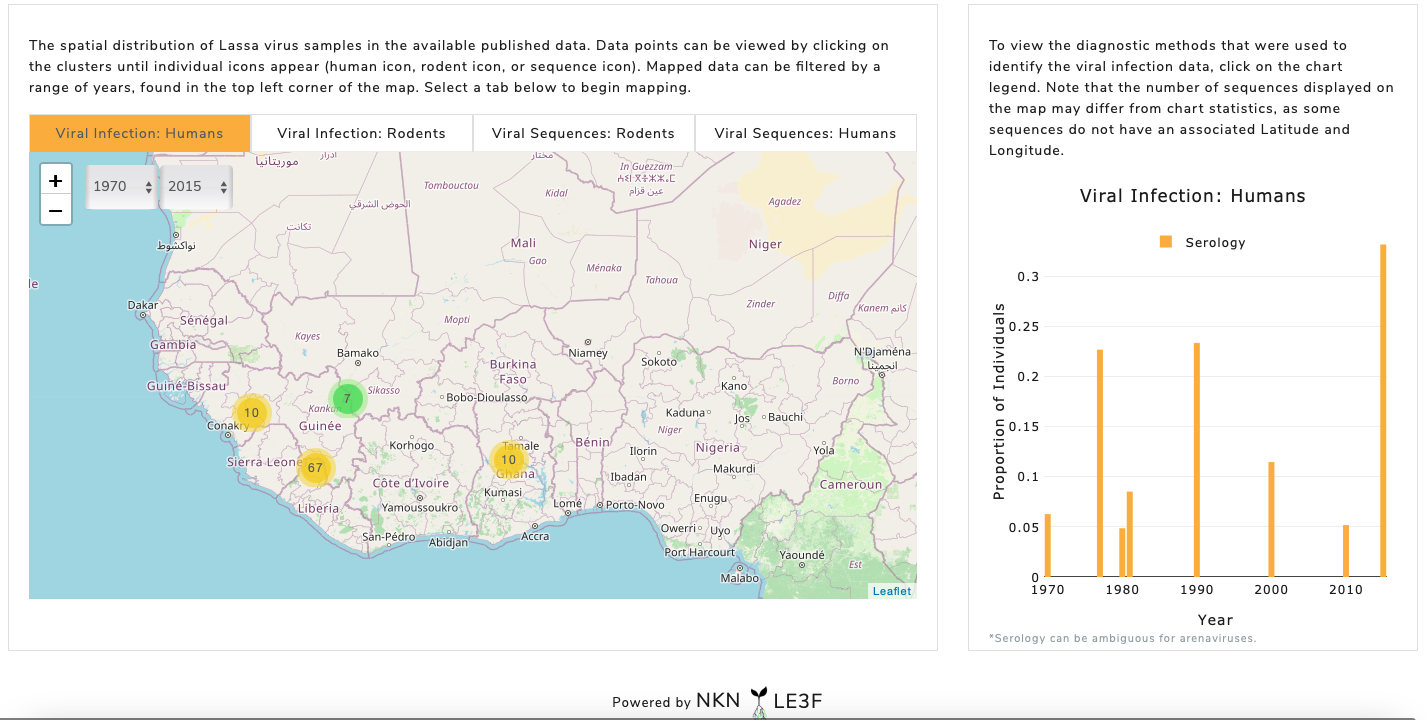 The spatial distribution of Lassa virus samples in the available published data. Data points can be viewed by clicking on
the clusters until individual icons appear (human icon, rodent icon, or sequence icon). Mapped data can be filtered by a
range of years, found in the top left corner of the map. Select a tab below to begin mapping.
Viral Infection: Humans
Viral Infection: Rodents
Viral Sequences: Rodents
Viral Sequences: Humans
+
−
1970
2015
موريتانيا
ادرار
مختار
In Guezzam
عين قزام
Tombouctou
Kidal
Agadez
الحوض الشرقي
تكانت
نواكشوط
Mali
Niger
Gao
Ménaka
Tahoua
le
Dakar
Zinder
Diffa
Kanem كانم
Sénégal
Mopti
Kayes
Gambia
Bamako
Niamey
Sokoto
N'Djaména
انجمينا
Burkina
Faso
Guiné-Bissau
Sikasso
Kano
Borno
7
Bobo-Dioulasso
Kankan
10
Kaduna
Jos
Bauchi
Conakry
Guinée
Niger
Korhogo
Tamale
Bénin
Nigeria
Ilorin
Yola
10
Sierra Leone
67
Ghana
Makurdi
Ibadan
Côte d'Ivoire
Cameroun
Kumasi
Enugu
Liberia
Yamoussoukro
Lomé
Porto-Novo
Owerri
Uyo
San-Pédro
Abidjan
Accra
Port Harcourt
Yaoundé
Est
Malabo
Leaflet
To view the diagnostic methods that were used to
identify the viral infection data, click on the chart
legend. Note that the number of sequences displayed on
the map may differ from chart statistics, as some
sequences do not have an associated Latitude and
Longitude.
Viral Infection: Humans
Serology
Proportion of Individuals
0.3
0.25
0.2
0.15
0.1
0.05
0
1970 1980 1990 2000 2010
Year
*Serology can be ambiguous for arenaviruses.
Powered by NKN LE3F